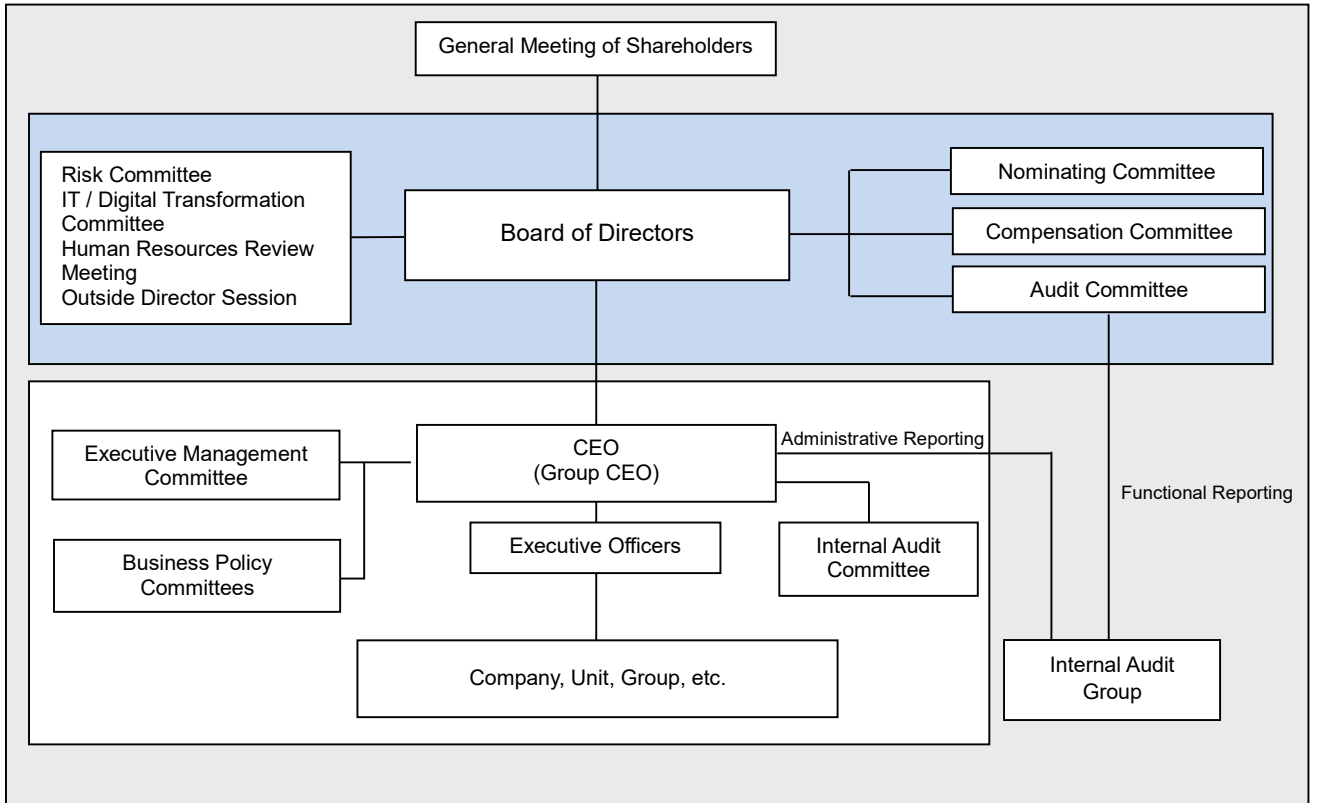 General Meeting of Shareholders
Risk Committee
IT / Digital Transformation
Committee
Human Resources Review
Meeting
Outside Director Session
Board of Directors
Nominating Committee
Compensation Committee
Audit Committee
Executive Management
Committee
Business Policy
Committees
CEO
(Group CEO)
Administrative Reporting
Functional Reporting
Executive Officers
Internal Audit
Committee
Company, Unit, Group, etc.
Internal Audit
Group